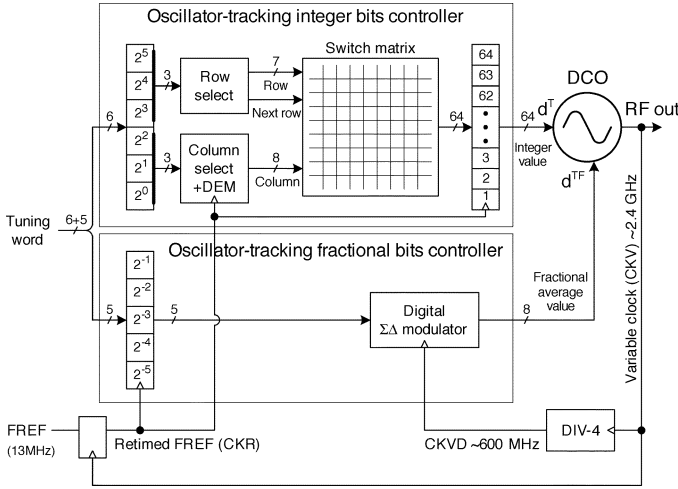 Oscillator-tracking integer bits controller
Switch matrix
2^5
2^4
2^3
2^2
2^1
2^0
6
3
Row
select
7
Row
Next row
3
Column
select
+DEM
8
Column
64
64
63
62
3
2
1
64
Integer
value
d^T
DCO
RF out
d^TF
Tuning
word
6+5
Oscillator-tracking fractional bits controller
2^-1
2^-2
2^-3
2^-4
2^-5
5
5
Digital
ΣΔ modulator
8
Fractional
average
value
Variable clock (CKV) ~2.4 GHz
FREF
(13MHz)
Retimed FREF (CKR)
CKVD ~600 MHz
DIV-4